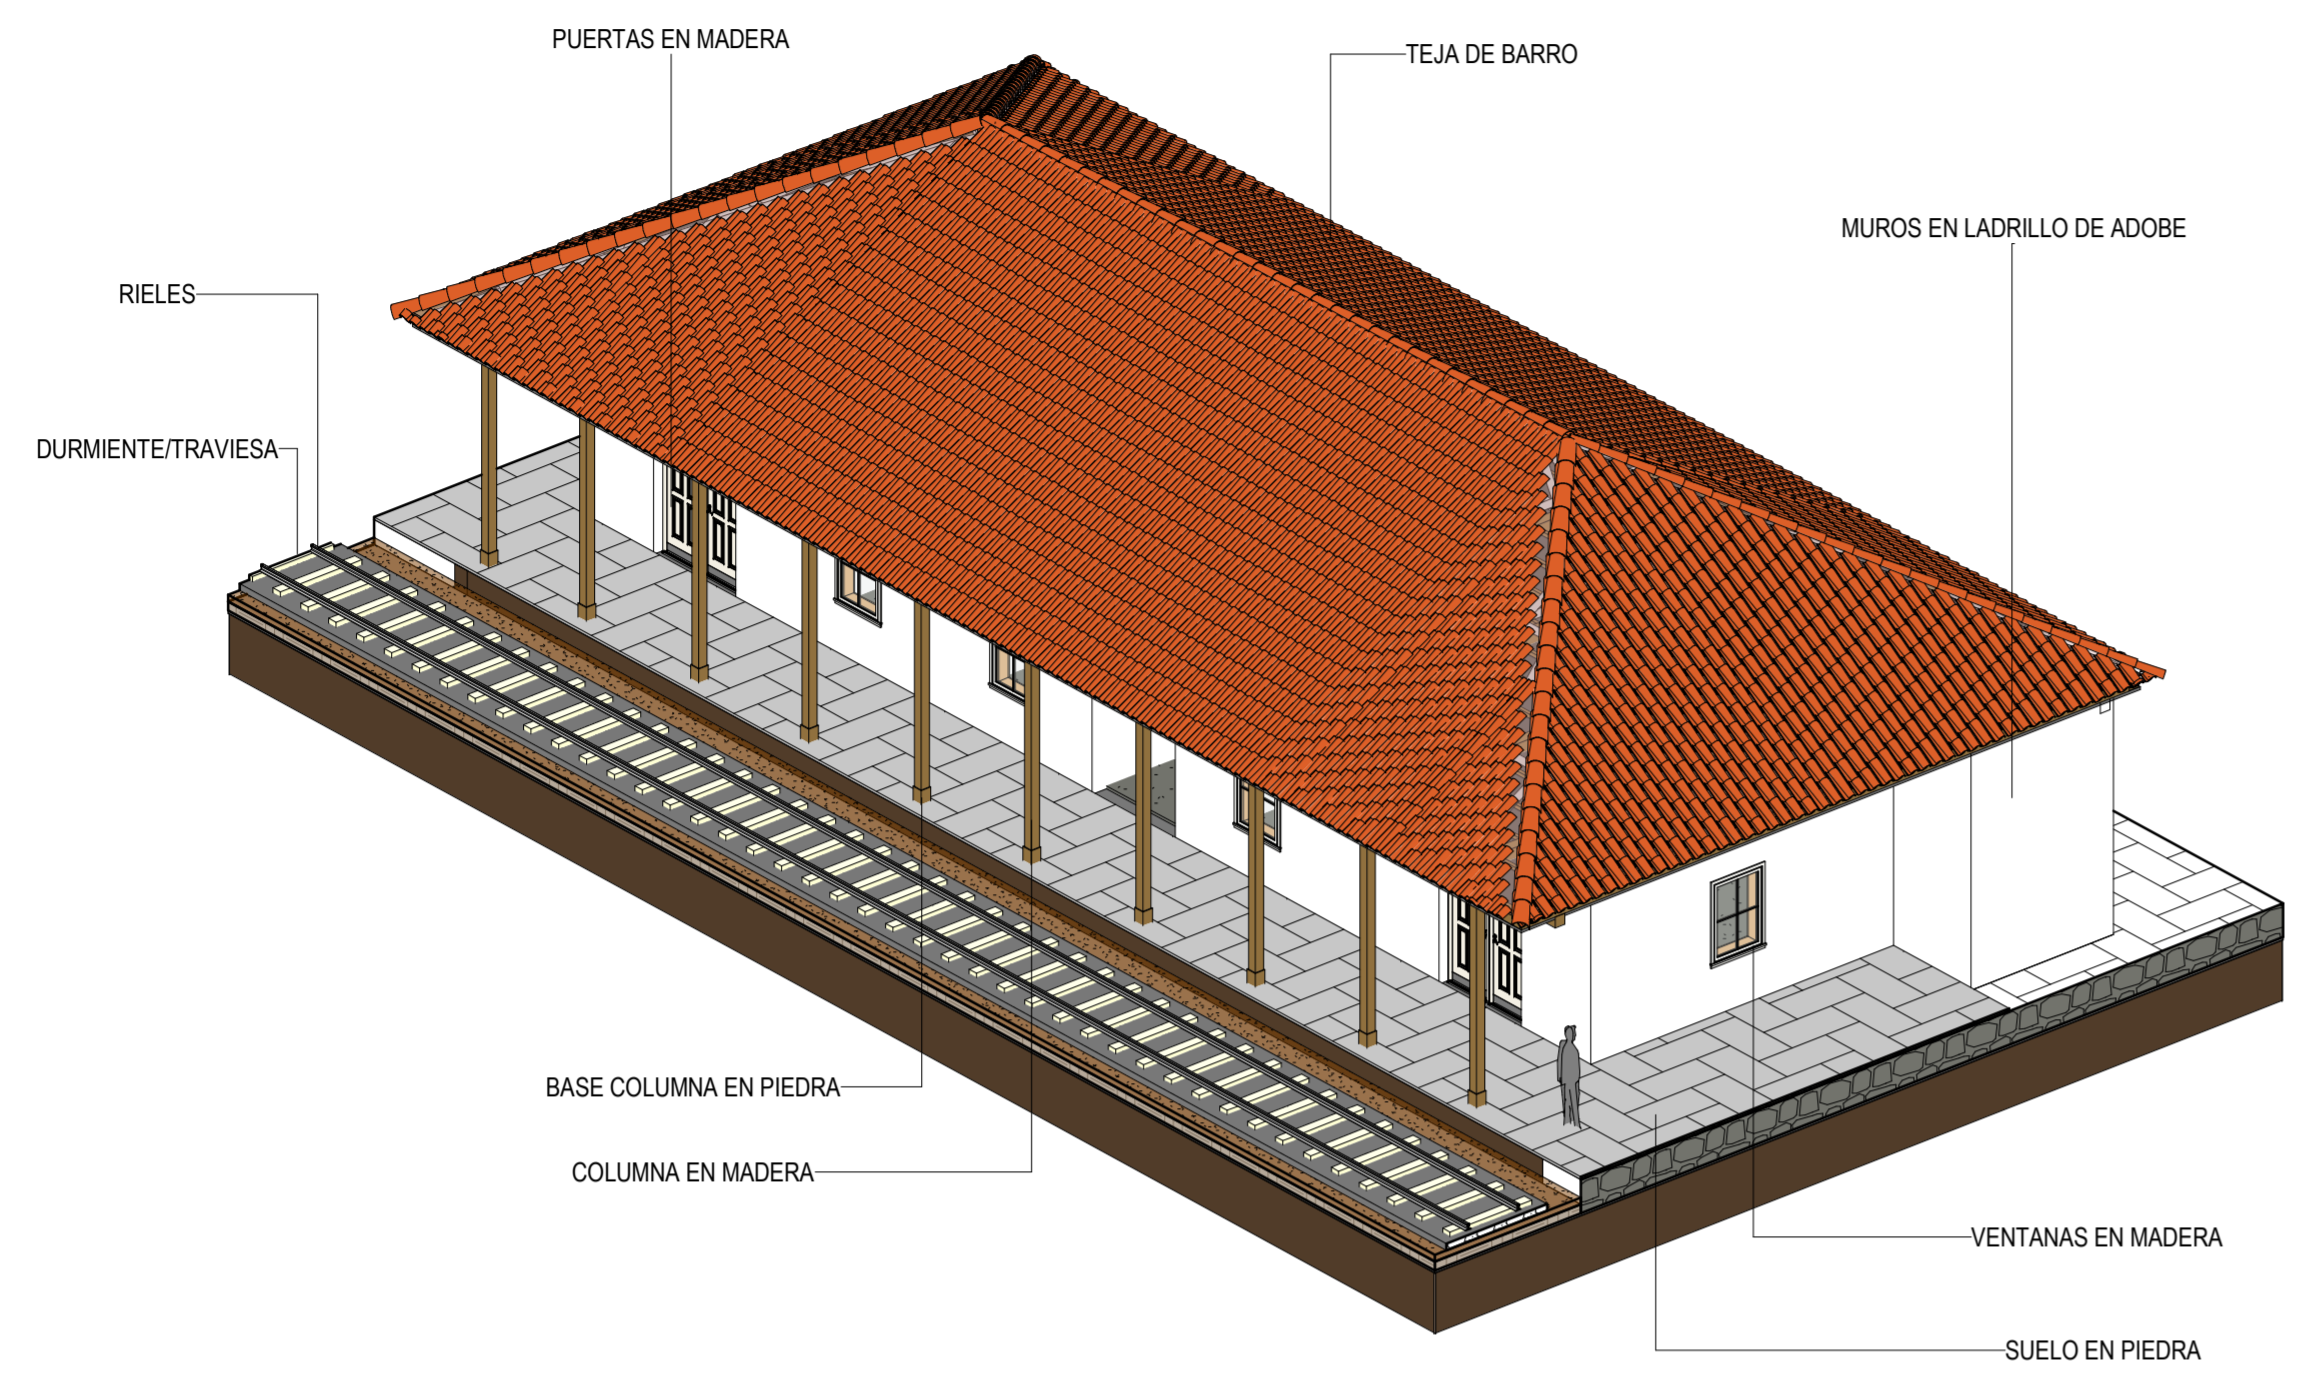 PUERTAS EN MADERA
TEJA DE BARRO
MUROS EN LADRILLO DE ADOBE
RIELES
DURMIENTE/TRAVIESA
BASE COLUMNA EN PIEDRA
COLUMNA EN MADERA
VENTANAS EN MADERA
SUELO EN PIEDRA